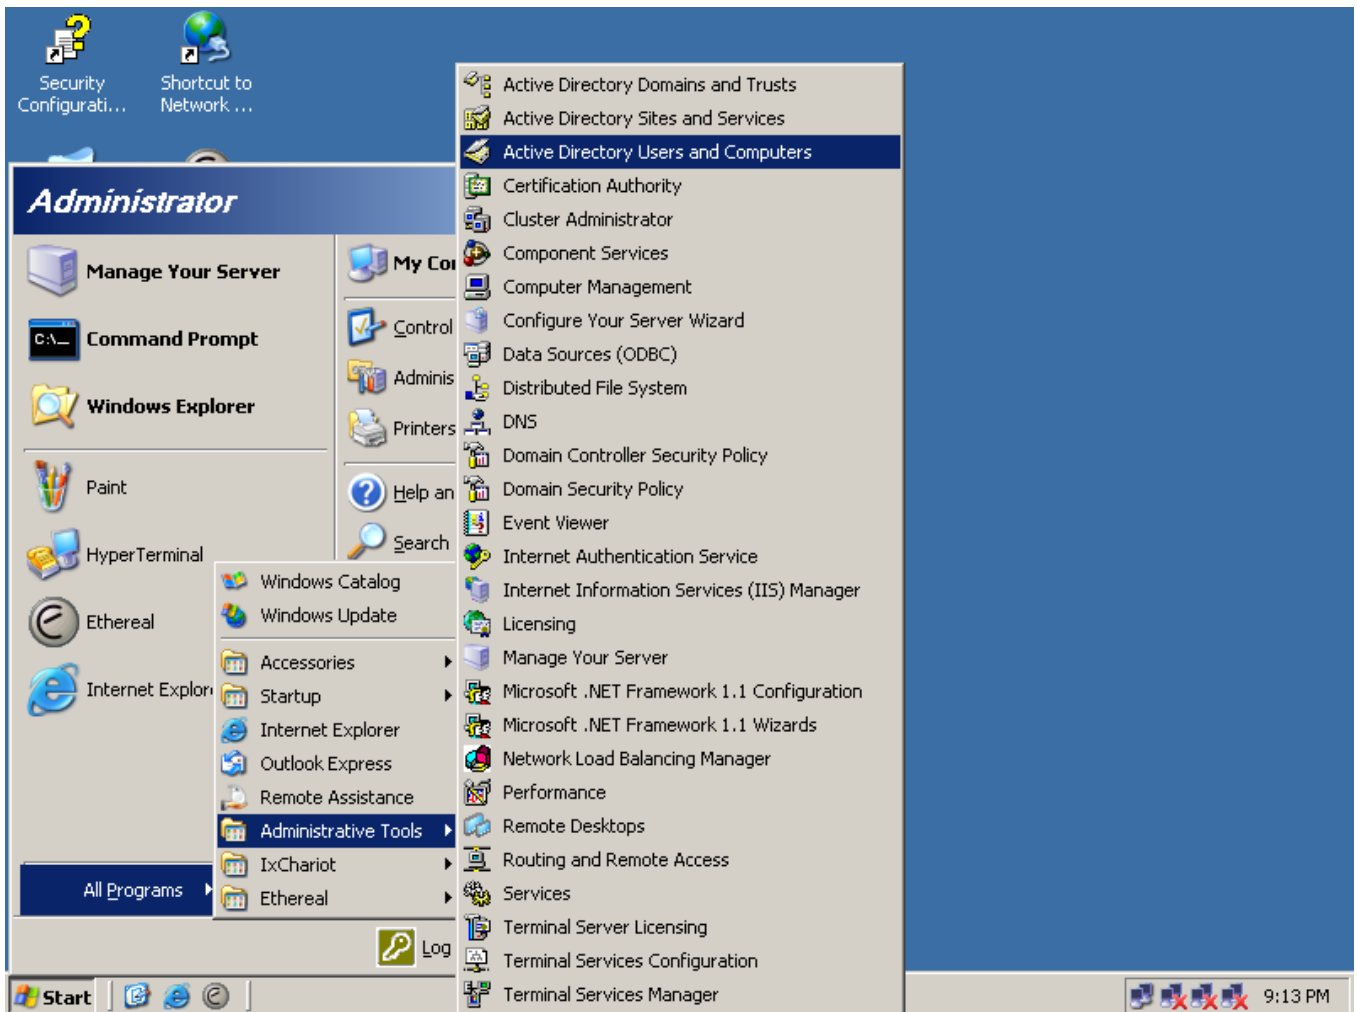 Security
Configurati...
Shortcut to
Network ...
Administrator
Manage Your Server
Command Prompt
Windows Explorer
Paint
HyperTerminal
Ethereal
Internet Explor
All Programs
My Co
Control
Adminis
Printers
Help an
Search
Log
Windows Catalog
Windows Update
Accessories
Startup
Internet Explorer
Outlook Express
Remote Assistance
Administrative Tools
IxChariot
Ethereal
Active Directory Domains and Trusts
Active Directory Sites and Services
Active Directory Users and Computers
Certification Authority
Cluster Administrator
Component Services
Computer Management
Configure Your Server Wizard
Data Sources (ODBC)
Distributed File System
DNS
Domain Controller Security Policy
Domain Security Policy
Event Viewer
Internet Authentication Service
Internet Information Services (IIS) Manager
Licensing
Manage Your Server
Microsoft .NET Framework 1.1 Configuration
Microsoft .NET Framework 1.1 Wizards
Network Load Balancing Manager
Performance
Remote Desktops
Routing and Remote Access
Services
Terminal Server Licensing
Terminal Services Configuration
Terminal Services Manager
Start
9:13 PM